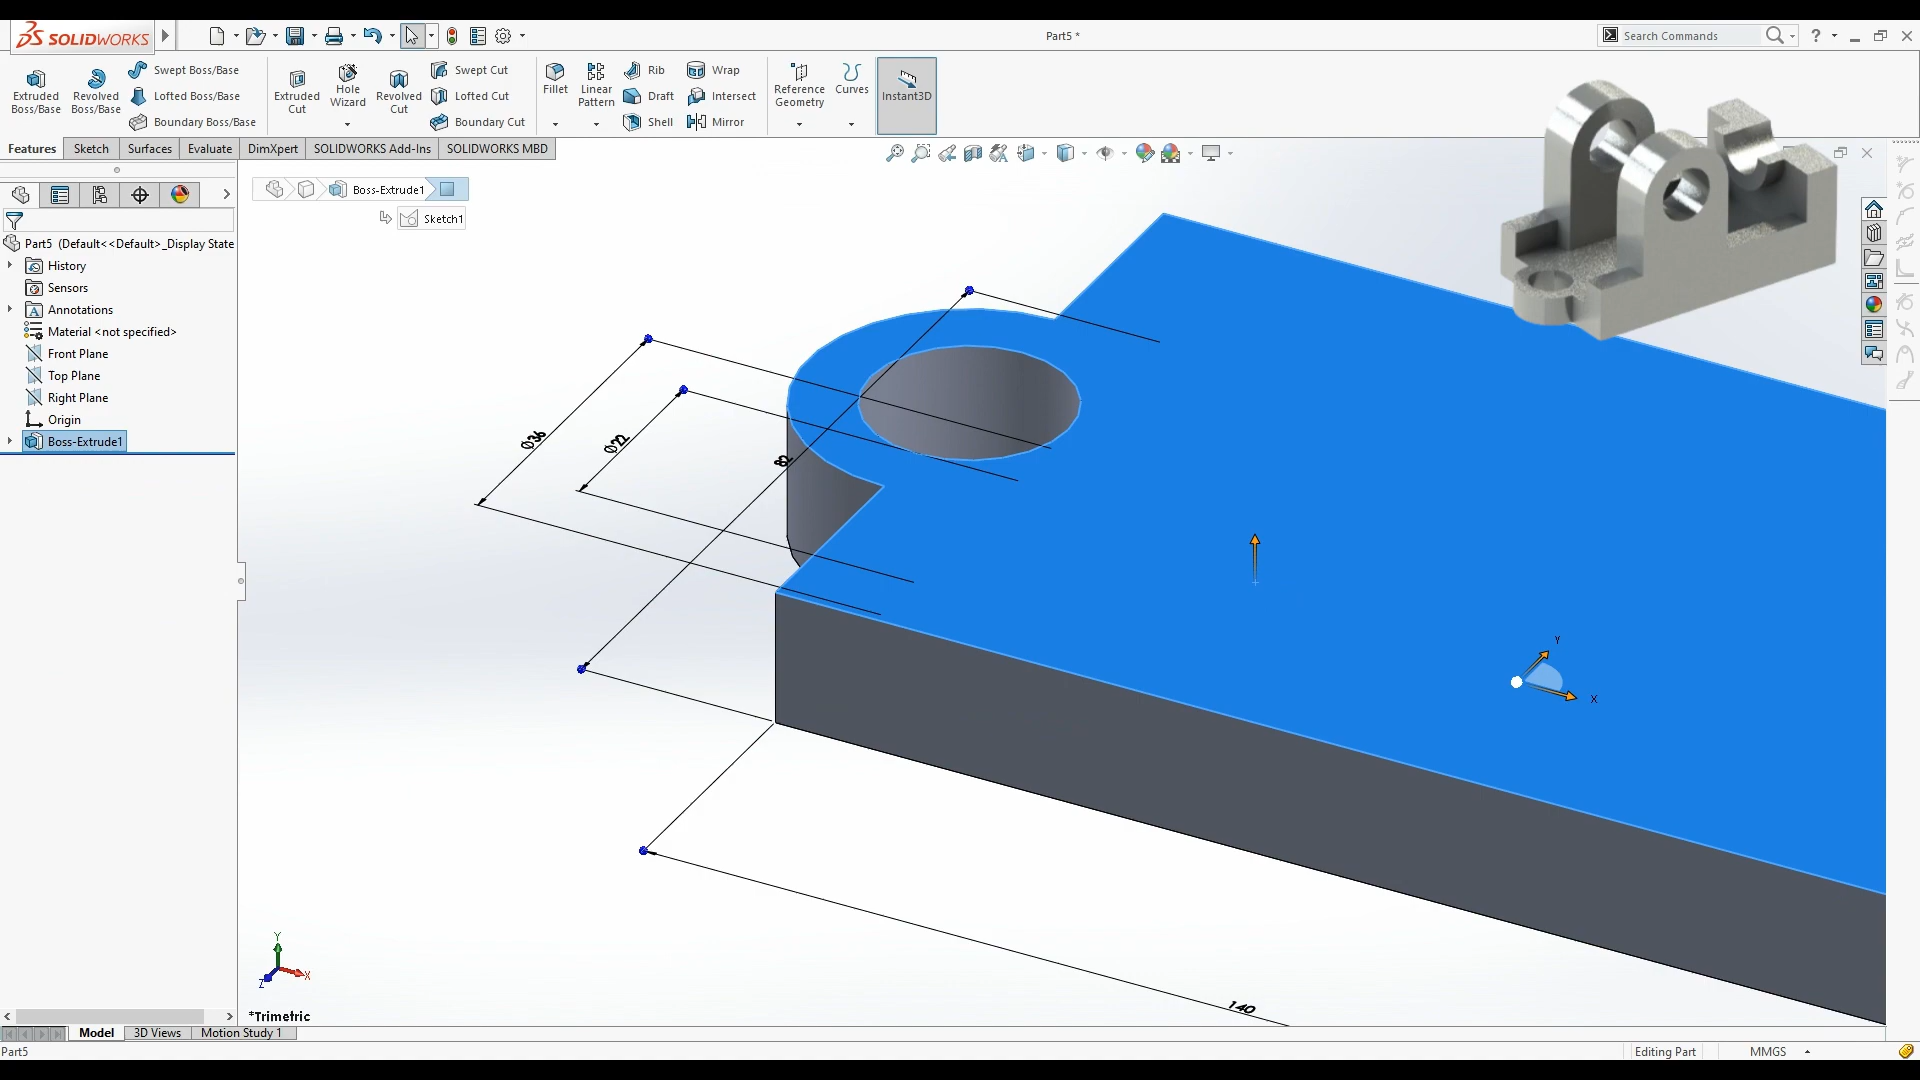 SOLIDWORKS
Part5 *
Search Commands
?
Extruded Boss/Base
Revolved Boss/Base
Swept Boss/Base
Lofted Boss/Base
Boundary Boss/Base
Extruded Cut
Hole Wizard
Revolved Cut
Swept Cut
Lofted Cut
Boundary Cut
Fillet
Linear Pattern
Rib
Draft
Shell
Wrap
Intersect
Mirror
Reference Geometry
Curves
Instant3D
Features
Sketch
Surfaces
Evaluate
DimXpert
SOLIDWORKS Add-Ins
SOLIDWORKS MBD
Boss-Extrude1
Sketch1
Part5 (Default<<Default>_Display State
History
Sensors
Annotations
Material <not specified>
Front Plane
Top Plane
Right Plane
Origin
Boss-Extrude1
Ø36
Ø22
82
140
Y
X
Y
X
Z
*Trimetric
Model
3D Views
Motion Study 1
Part5
Editing Part
MMGS